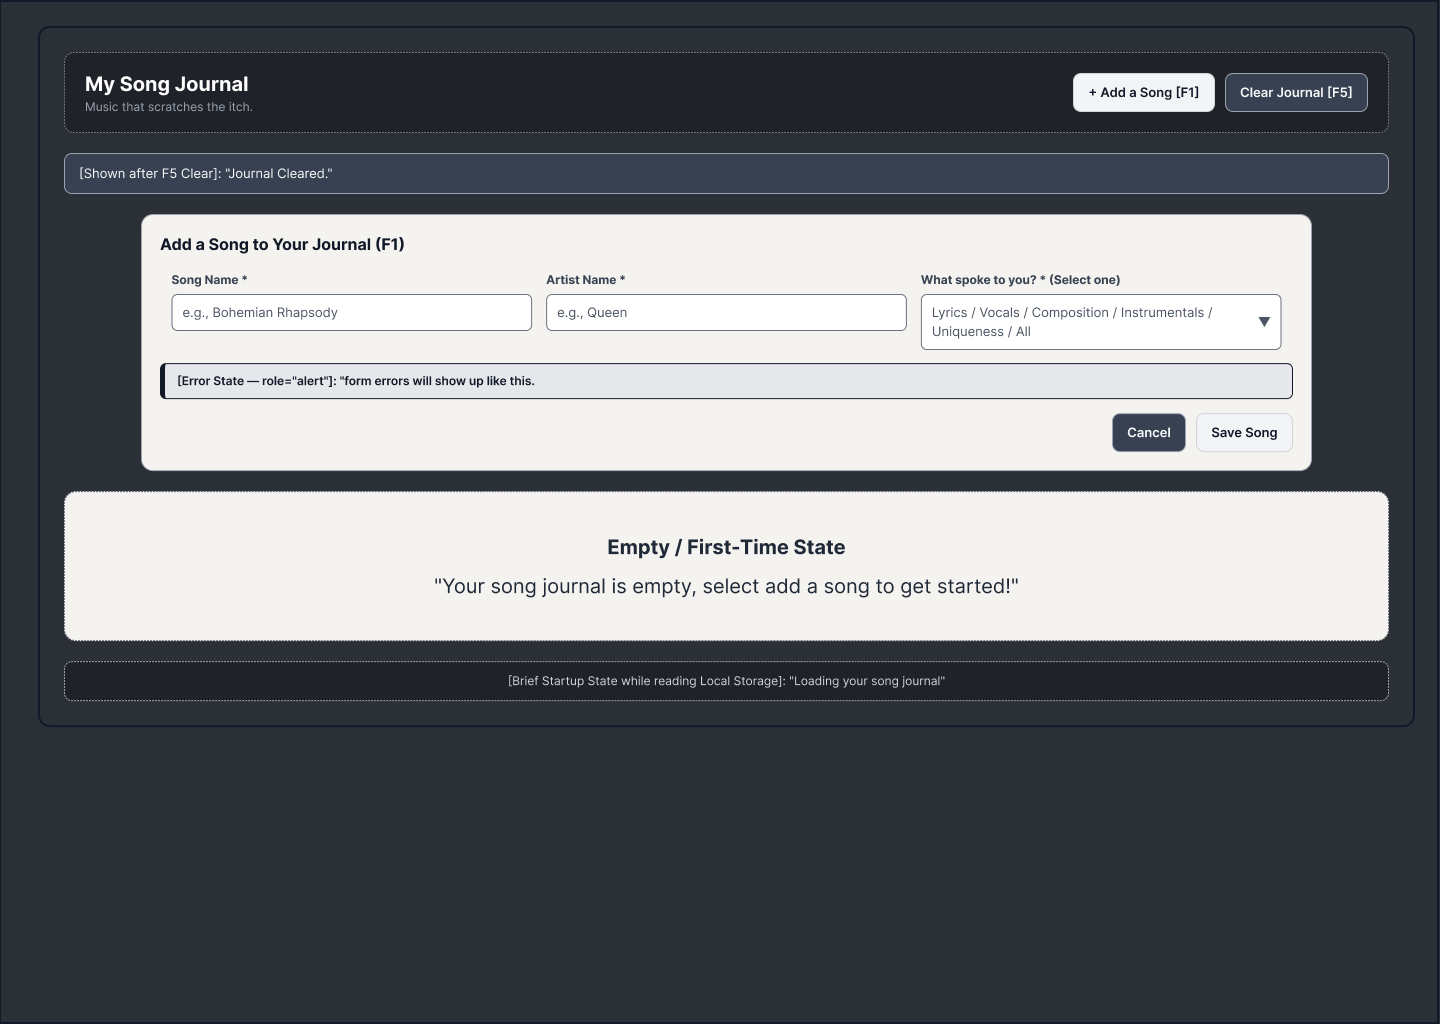 My Song Journal
Music that scratches the itch.
+ Add a Song [F1]
Clear Journal [F5]
[Shown after F5 Clear]: "Journal Cleared."
Add a Song to Your Journal (F1)
Song Name *
Artist Name *
What spoke to you? * (Select one)
e.g., Bohemian Rhapsody
e.g., Queen
Lyrics / Vocals / Composition / Instrumentals /
Uniqueness / All
[Error State — role="alert"]: "form errors will show up like this.
Cancel
Save Song
Empty / First-Time State
"Your song journal is empty, select add a song to get started!"
[Brief Startup State while reading Local Storage]: "Loading your song journal"